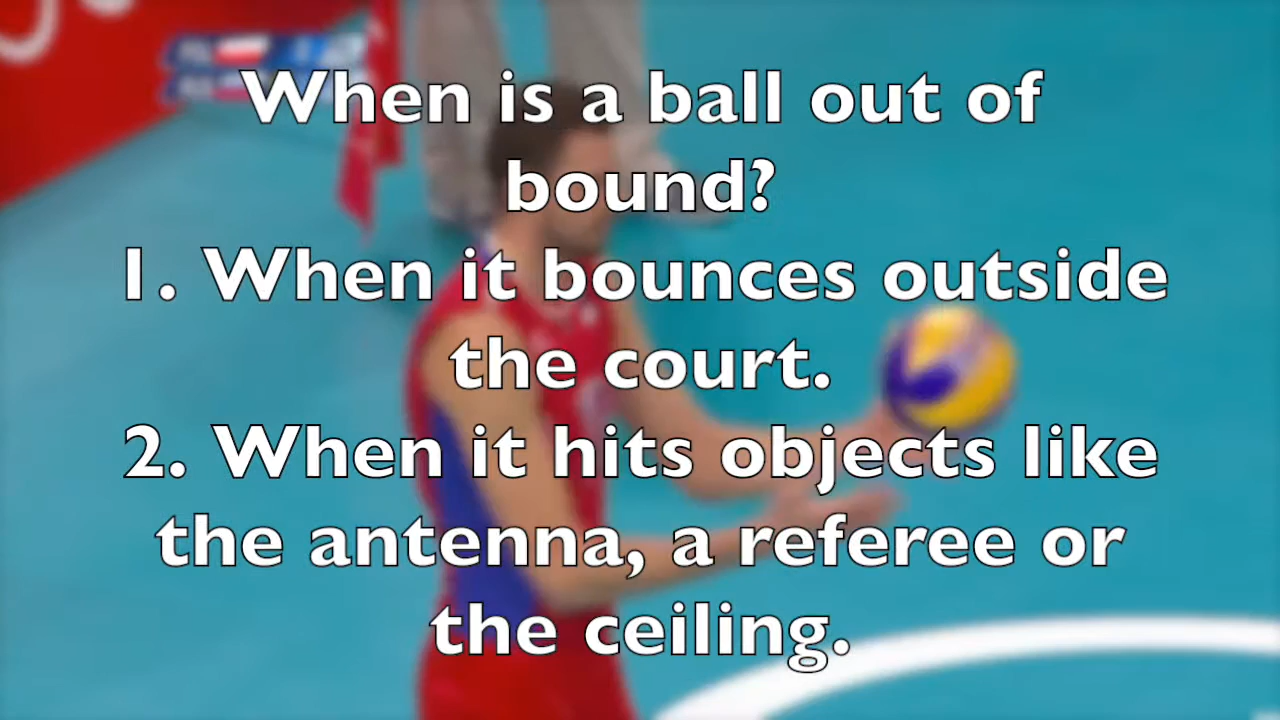 When is a ball out of
bound?
1. When it bounces outside
the court.
2. When it hits objects like
the antenna, a referee or
the ceiling.